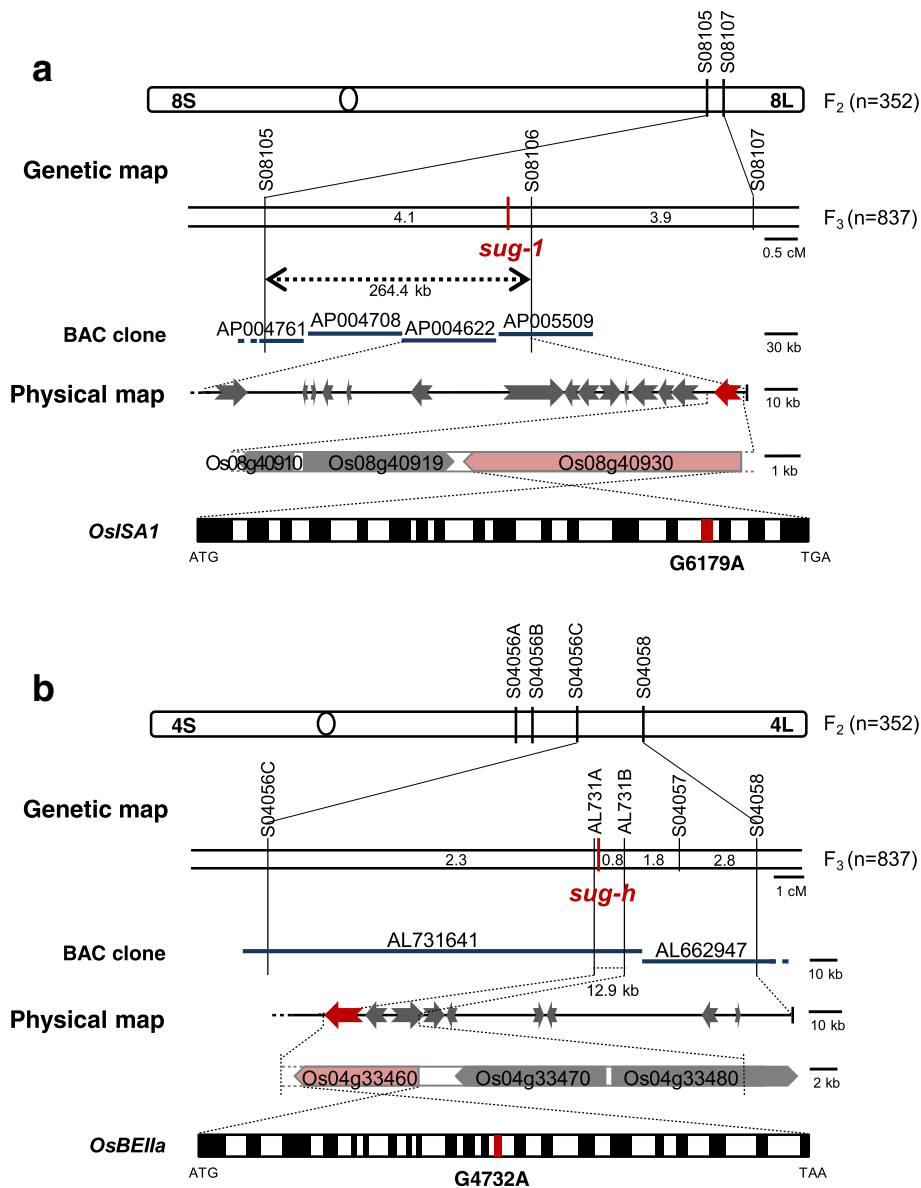 a
S08105
S08107
8S
8L
F2 (n=352)
Genetic map
S08105
S08106
S08107
4.1
3.9
F3 (n=837)
sug-1
0.5 cM
264.4 kb
BAC clone
AP004761
AP004708
AP004622
AP005509
30 kb
Physical map
10 kb
Os08g40910
Os08g40919
Os08g40930
1 kb
OsISA1
ATG
G6179A
TGA
b
S04056A
S04056B
S04056C
S04058
4S
4L
F2 (n=352)
Genetic map
S04056C
AL731A
AL731B
S04057
S04058
2.3
0.8
1.8
2.8
F3 (n=837)
sug-h
1 cM
BAC clone
AL731641
AL662947
10 kb
12.9 kb
Physical map
10 kb
Os04g33460
Os04g33470
Os04g33480
2 kb
OsBEIIa
ATG
G4732A
TAA